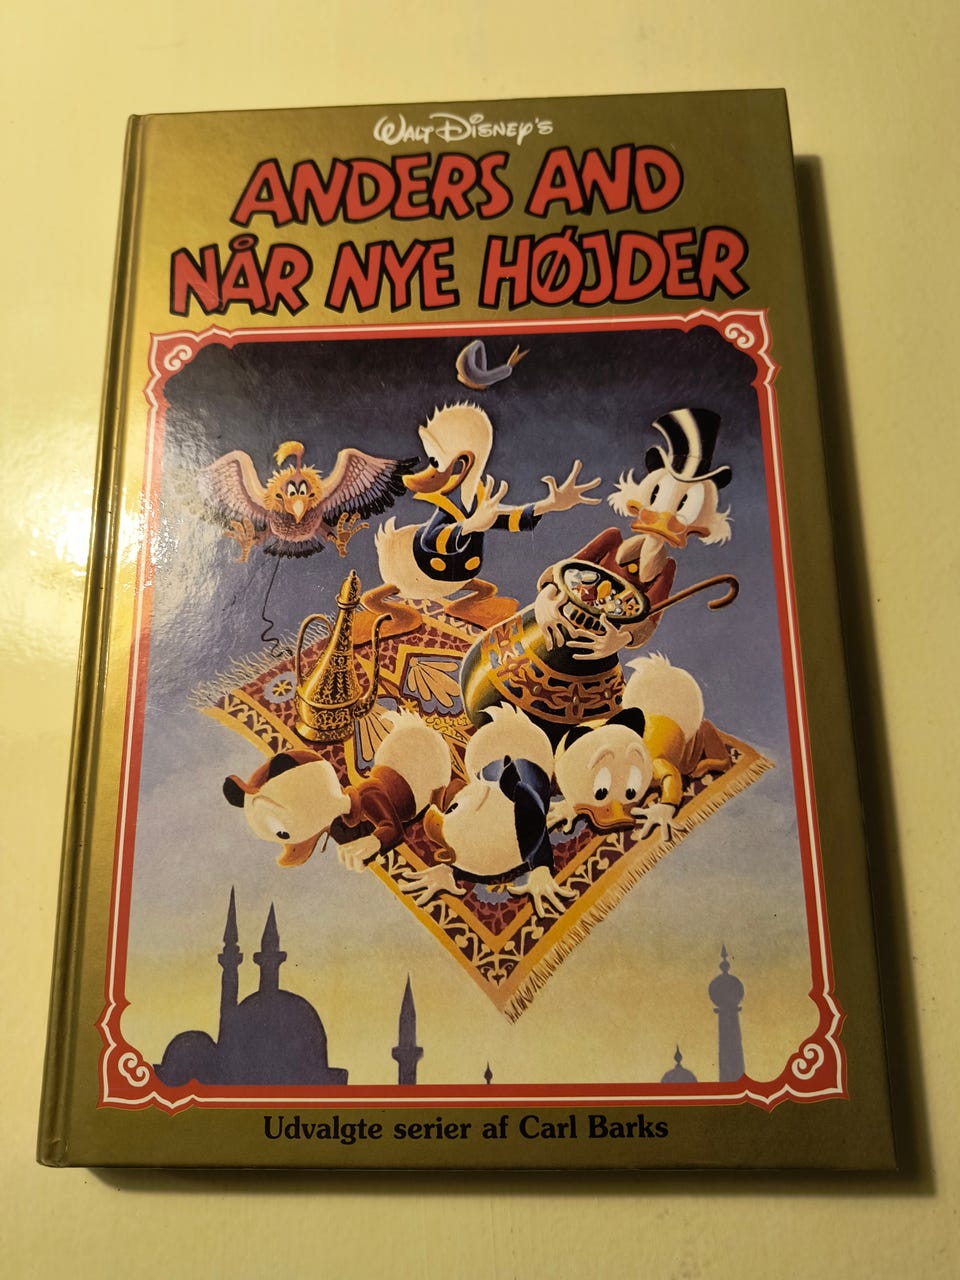 Walt Disney's
ANDERS AND
NÅR NYE HØJDER
Udvalgte serier af Carl Barks